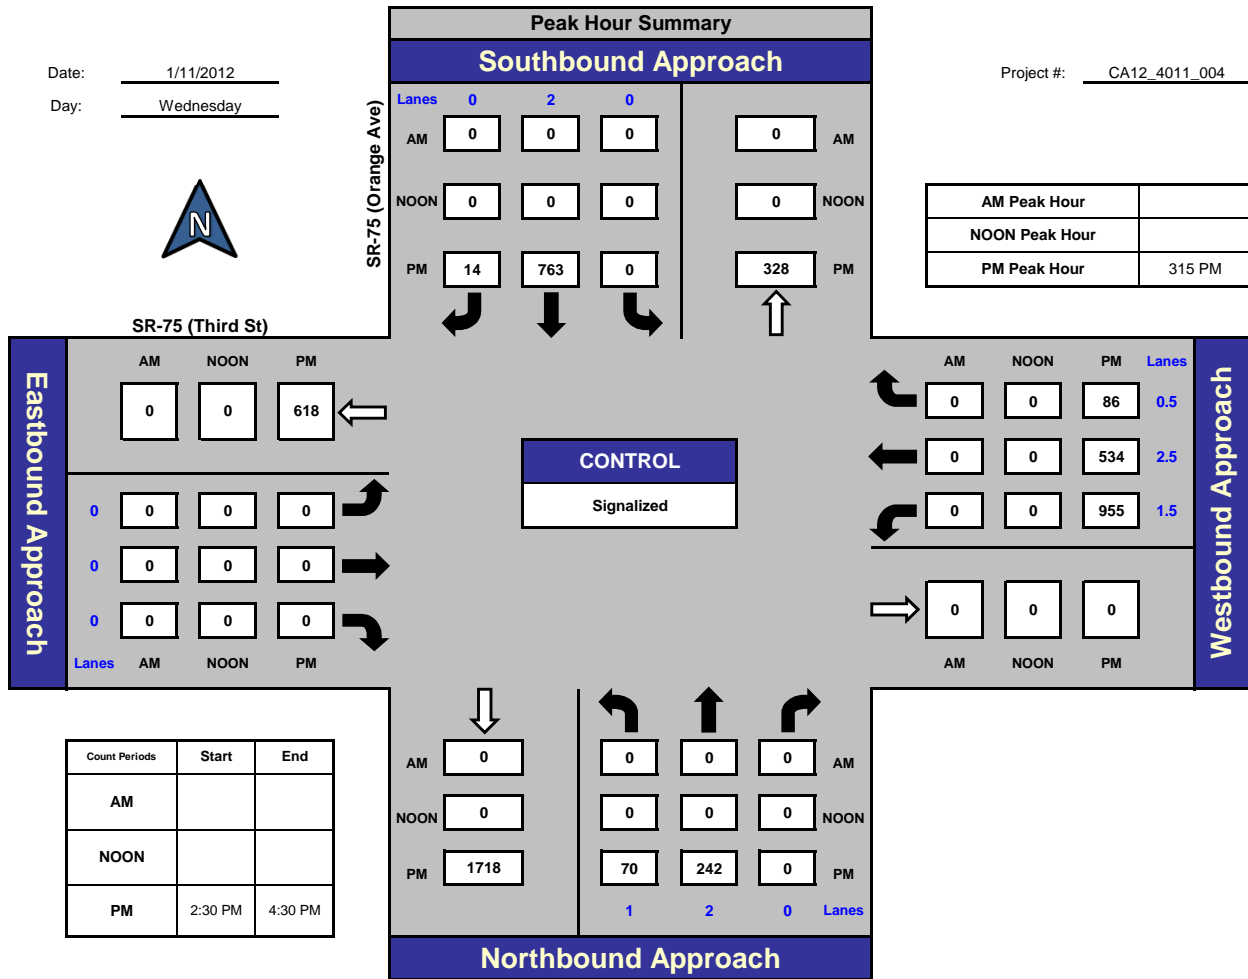 Peak Hour Summary
Southbound Approach
Date: 1/11/2012
Project #: CA12_4011_004
Day: Wednesday
SR-75 (Orange Ave)
Lanes 0 2 0
AM 0 0 0 0 AM
NOON 0 0 0 0 NOON
PM 14 763 0 328 PM
N
AM Peak Hour
NOON Peak Hour
PM Peak Hour 315 PM
SR-75 (Third St)
Eastbound Approach
AM NOON PM
0 0 618
0 0 0 0
0 0 0 0
0 0 0 0
Lanes AM NOON PM
CONTROL
Signalized
AM NOON PM Lanes
0 0 86 0.5
0 0 534 2.5
0 0 955 1.5
0 0 0
AM NOON PM
Westbound Approach
Count Periods Start End
AM
NOON
PM 2:30 PM 4:30 PM
AM 0 0 0 0 AM
NOON 0 0 0 0 NOON
PM 1718 70 242 0 PM
1 2 0 Lanes
Northbound Approach